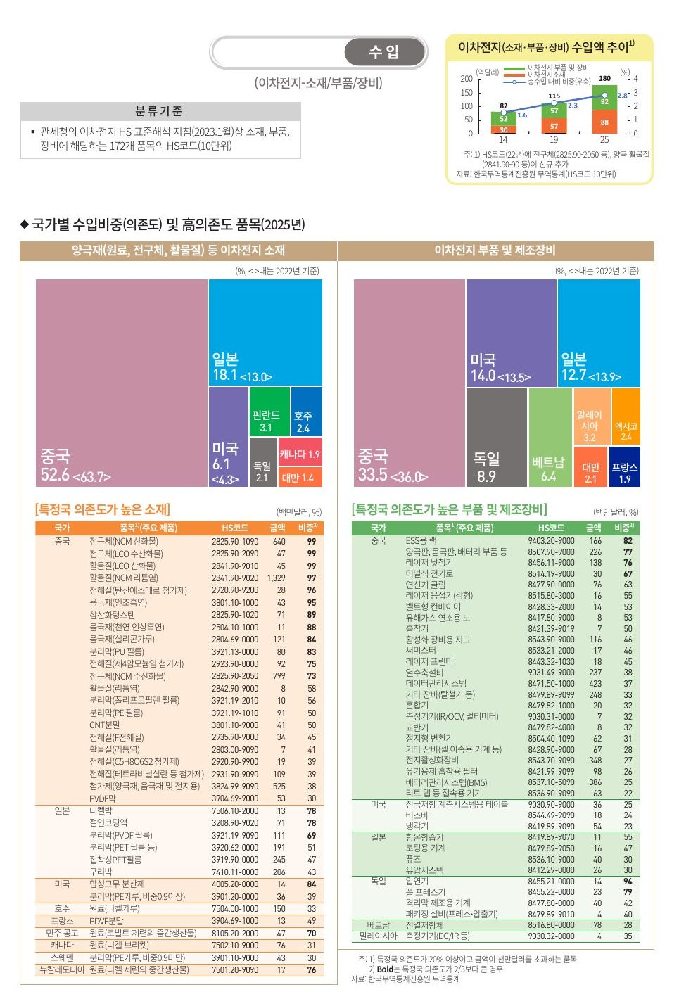 수 입
(이차전지-소재/부품/장비)
분 류 기 준
▪ 관세청의 이차전지 HS 표준해석 지침(2023.1월)상 소재, 부품,
장비에 해당하는 172개 품목의 HS코드(10단위)
이차전지(소재·부품·장비) 수입액 추이1)
(억달러) 이차전지 부품 및 장비 (%)
이차전지소재
총수입 대비 비중(우축)
200 150 100 50 0
4 3 2 1 0
82 115 180
52 57 92
30 57 88
1.6 2.3 2.8
14 19 25
주: 1) HS코드(22년)에 전구체(2825.90-2050 등), 양극 활물질
(2841.90-90 등)이 신규 추가
자료: 한국무역통계진흥원 무역통계(HS코드 10단위)
◆ 국가별 수입비중(의존도) 및 高의존도 품목(2025년)
양극재(원료, 전구체, 활물질) 등 이차전지 소재
(%, < >내는 2022년 기준)
중국
52.6 <63.7>
일본
18.1 <13.0>
미국
6.1
<4.3>
핀란드
3.1
호주
2.4
독일
2.1
캐나다 1.9
대만 1.4
[특정국 의존도가 높은 소재] (백만달러, %)
국가 품목1)(주요 제품) HS코드 금액 비중2)
중국 전구체(NCM 산화물) 2825.90-1090 640 99
전구체(LCO 수산화물) 2825.90-2090 47 99
활물질(LCO 산화물) 2841.90-9010 45 99
활물질(NCM 리튬염) 2841.90-9020 1,329 97
전해질(탄산에스테르 첨가제) 2920.90-9200 28 96
음극재(인조흑연) 3801.10-1000 43 95
삼산화텅스텐 2825.90-1020 71 89
음극재(천연 인상흑연) 2504.10-1000 11 88
음극재(실리콘가루) 2804.69-0000 121 84
분리막(PU 필름) 3921.13-0000 80 83
전해질(제4암모늄염 첨가제) 2923.90-0000 92 75
전구체(NCM 수산화물) 2825.90-2050 799 73
활물질(리튬염) 2842.90-9000 8 58
분리막(폴리프로필렌 필름) 3921.19-2010 10 56
분리막(PE 필름) 3921.19-1010 91 50
CNT분말 3801.10-9000 41 50
전해질(F전해질) 2935.90-9000 34 45
활물질(리튬염) 2803.00-9090 7 41
전해질(C5H8O6S2 첨가제) 2920.90-9900 19 39
전해질(테트라비닐실란 등 첨가제) 2931.90-9090 109 39
첨가제(양극재, 음극재 및 전지용) 3824.99-9090 525 38
PVDF막 3904.69-9000 53 30
일본 니켈박 7506.10-2000 13 78
절연코딩액 3208.90-9020 71 78
분리막(PVDF 필름) 3921.19-9090 111 69
분리막(PET 필름 등) 3920.62-0000 191 51
접착성PET필름 3919.90-0000 245 47
구리박 7410.11-0000 206 43
미국 합성고무 분산제 4005.20-0000 14 84
분리막(PE가루, 비중0.9이상) 3901.20-0000 36 39
호주 원료(니켈가루) 7504.00-1000 150 33
프랑스 PDVF분말 3904.69-1000 13 49
민주 콩고 원료(코발트 제련의 중간생산물) 8105.20-2000 47 70
캐나다 원료(니켈 브리켓) 7502.10-9000 76 31
스웨덴 분리막(PE가루, 비중0.9미만) 3901.10-9000 43 30
뉴칼레도니아 원료(니켈 제련의 중간생산물) 7501.20-9090 17 76
이차전지 부품 및 제조장비
(%, < >내는 2022년 기준)
중국
33.5 <36.0>
미국
14.0 <13.5>
일본
12.7 <13.9>
독일
8.9
베트남
6.4
말레이
시아
3.2
멕시코
2.4
대만
2.1
프랑스
1.9
[특정국 의존도가 높은 부품 및 제조장비] (백만달러, %)
국가 품목1)(주요 제품) HS코드 금액 비중2)
중국 ESS용 랙 9403.20-9000 166 82
양극판, 음극판, 배터리 부품 등 8507.90-9000 226 77
레이저 낫칭기 8456.11-9000 138 76
터널식 전기로 8514.19-9000 30 67
연신기 클립 8477.90-0000 76 63
레이저 용접기(각형) 8515.80-3000 16 55
벨트형 컨베이어 8428.33-2000 14 53
유해가스 연소용 노 8417.80-9000 8 53
흡착기 8421.39-9019 7 50
활성화 장비용 지그 8543.90-9000 116 46
써미스터 8533.21-2000 17 46
레이저 프린터 8443.32-1030 18 45
열수축설비 9031.49-9000 237 38
데이터관리시스템 8471.50-1000 423 37
기타 장비(탈철기 등) 8479.89-9099 248 33
혼합기 8479.82-1000 20 32
측정기기(IR/OCV, 멀티미터) 9030.31-0000 7 32
교반기 8479.82-4000 8 32
정지형 변환기 8504.40-1090 62 31
기타 장비(셀 이송용 기계 등) 8428.90-9000 67 28
전지활성화장비 8543.70-9090 348 27
유기용제 흡착용 필터 8421.99-9099 98 26
배터리관리시스템(BMS) 8537.10-5090 386 25
리트 탭 등 접속용 기기 8536.90-9090 63 22
미국 전극저항 계측시스템용 테이블 9030.90-9000 36 25
버스바 8544.49-9090 18 24
냉각기 8419.89-9090 54 23
일본 항온항습기 8419.89-9070 11 55
코팅용 기계 8479.89-9050 16 47
퓨즈 8536.10-9000 40 30
유압시스템 8412.29-0000 26 30
독일 압연기 8455.21-0000 14 94
폴 프레스기 8455.22-0000 23 79
격리막 제조용 기계 8477.80-0000 40 42
패키징 설비(프레스·압출기) 8479.89-9010 4 40
베트남 전열저항체 8516.80-0000 78 28
말레이시아 측정기기(DC/IR 등) 9030.32-0000 4 35
주: 1) 특정국 의존도가 20% 이상이고 금액이 천만달러를 초과하는 품목
2) Bold는 특정국 의존도가 2/3보다 큰 경우
자료: 한국무역통계진흥원 무역통계